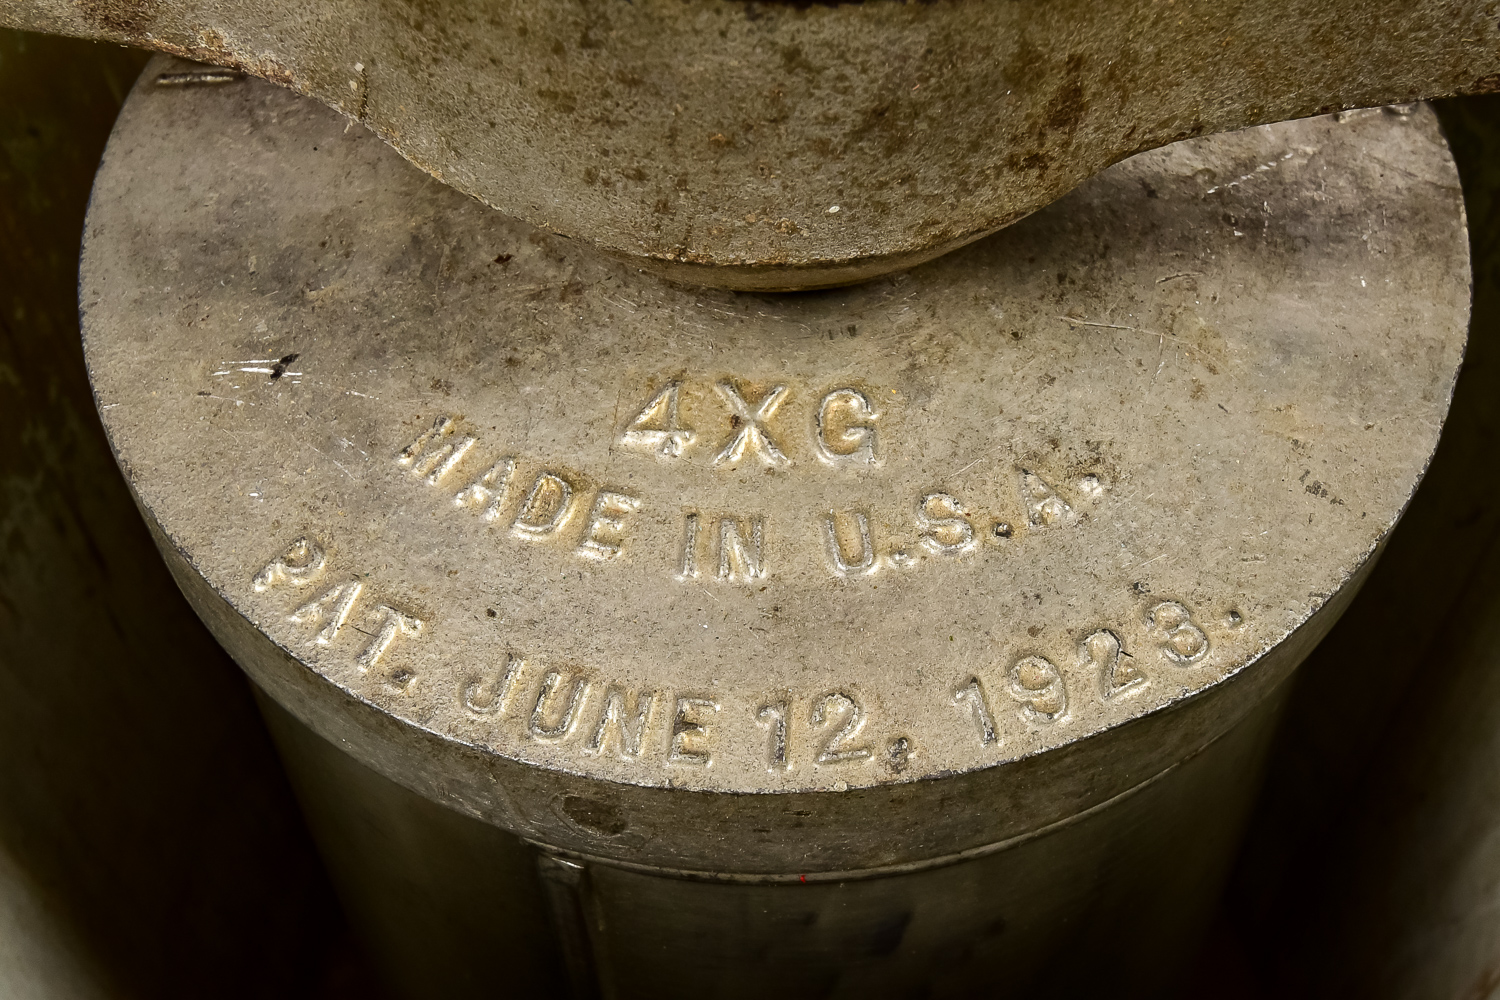 4XG
MADE IN U.S.A.
PAT. JUNE 12, 1923.